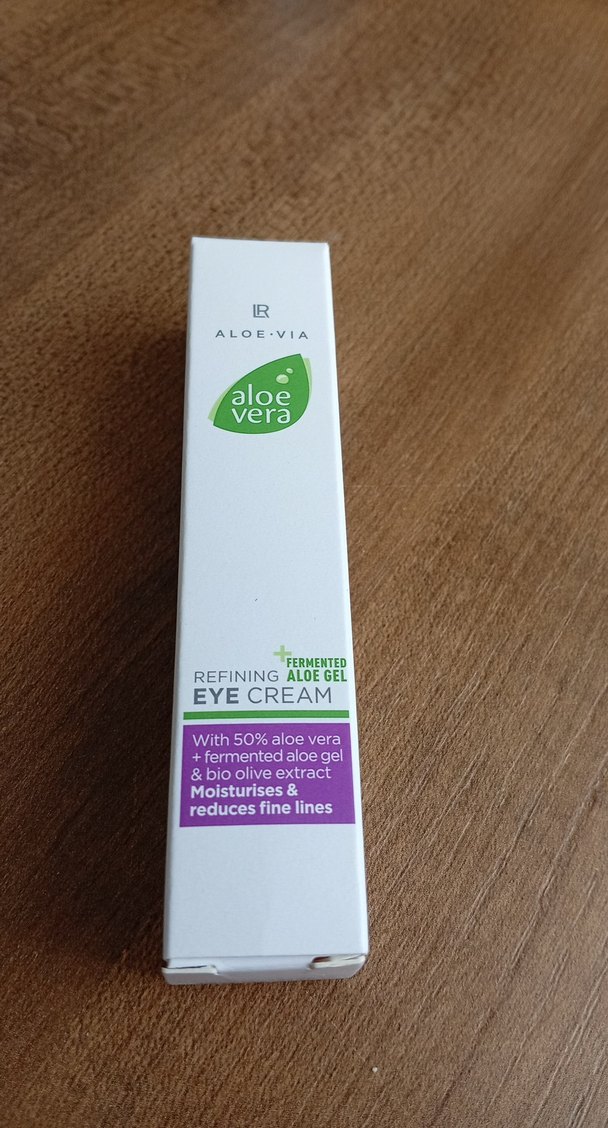 LR
ALOE•VIA
aloe
vera
+FERMENTED
ALOE GEL
REFINING
EYE CREAM
With 50% aloe vera
+ fermented aloe gel
& bio olive extract
Moisturises &
reduces fine lines